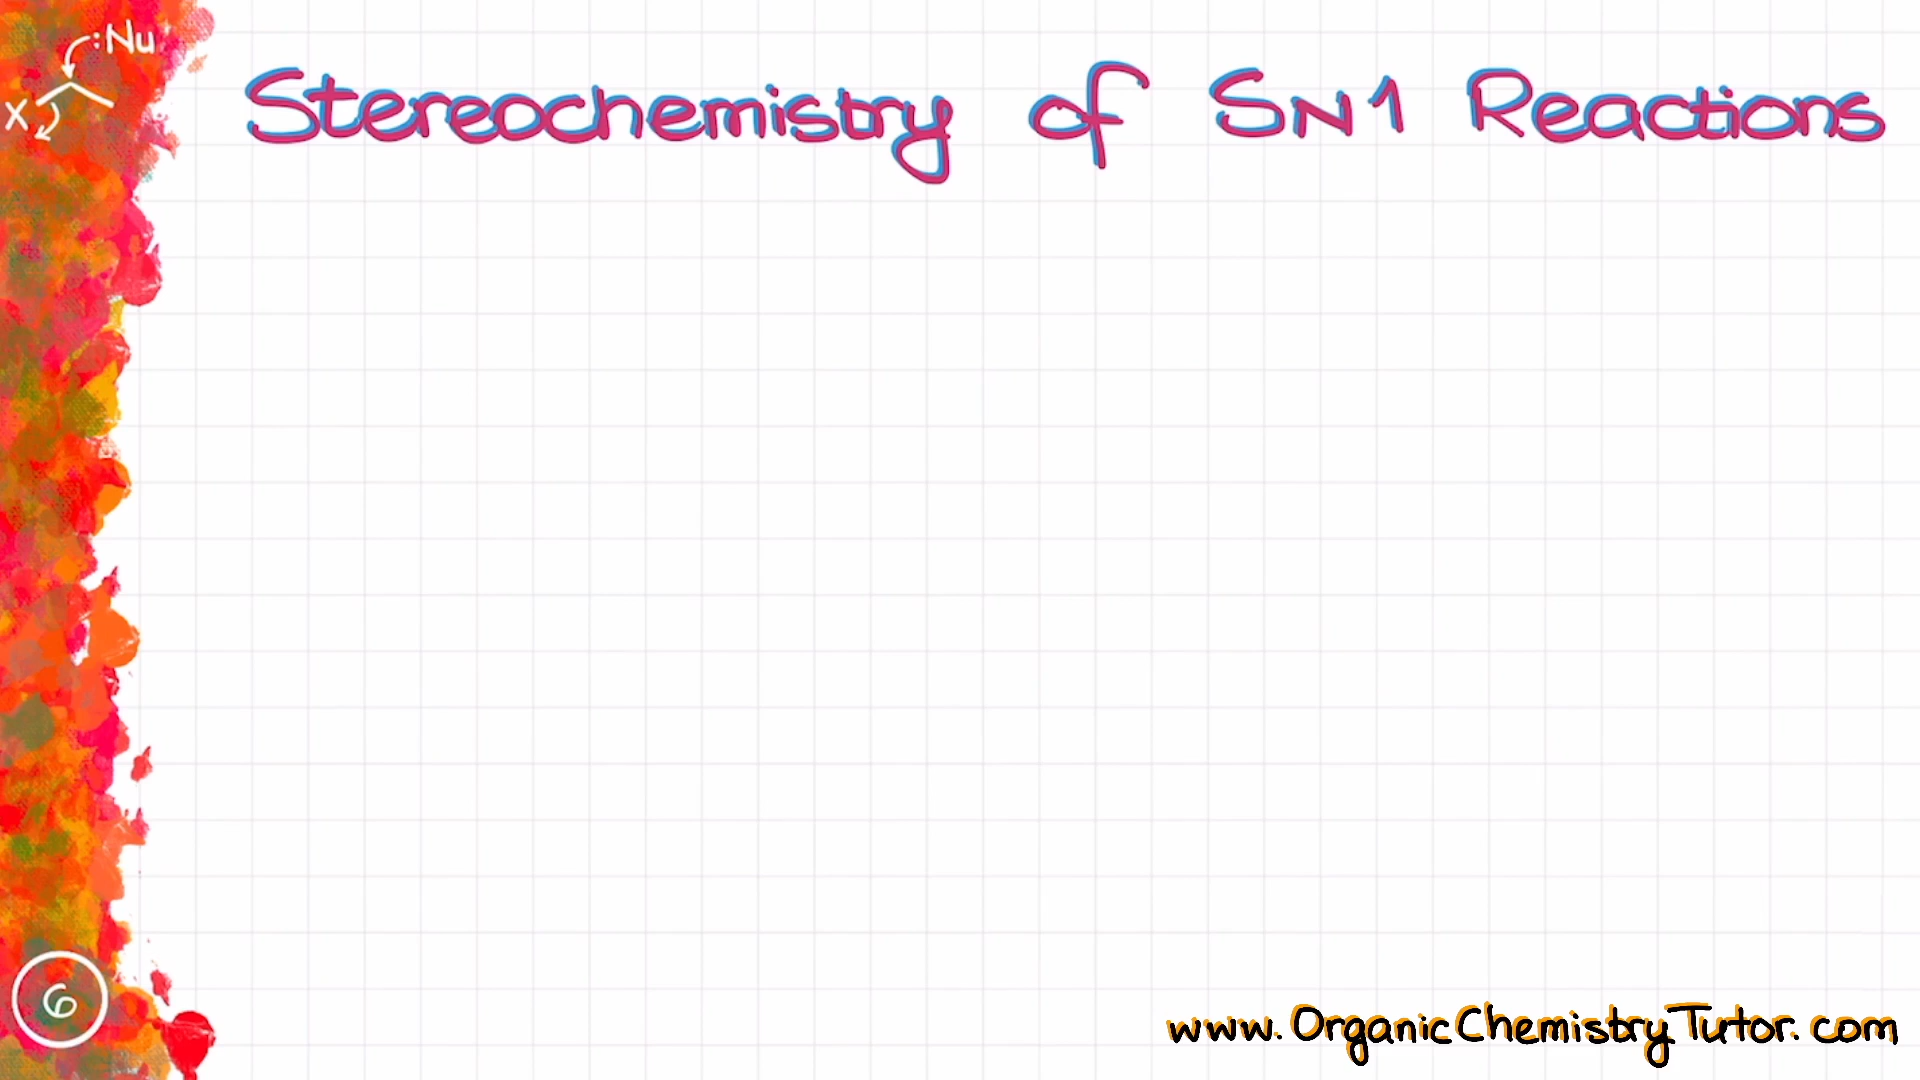 :Nu
X
Stereochemistry of SN1 Reactions
6
www.OrganicChemistryTutor.com